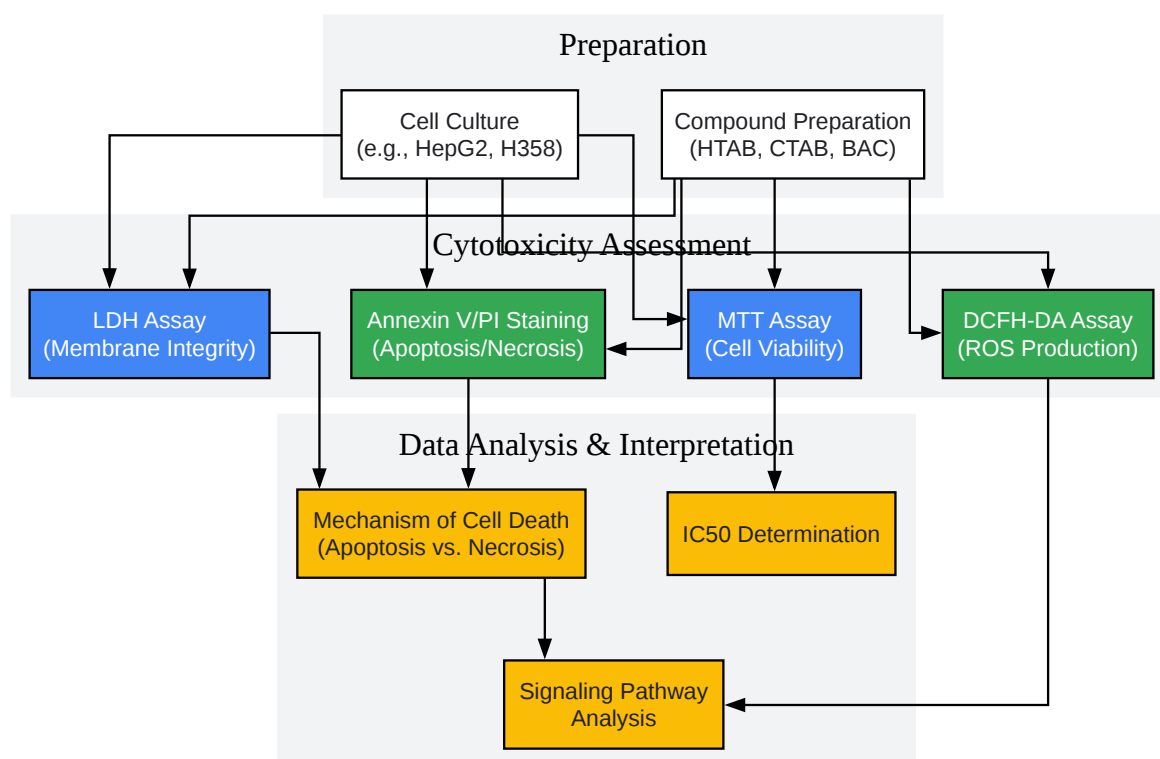 Preparation
Cell Culture
(e.g., HepG2, H358)
Compound Preparation
(HTAB, CTAB, BAC)
Cytotoxicity Assessment
LDH Assay
(Membrane Integrity)
Annexin V/PI Staining
(Apoptosis/Necrosis)
MTT Assay
(Cell Viability)
DCFH-DA Assay
(ROS Production)
Data Analysis & Interpretation
Mechanism of Cell Death
(Apoptosis vs. Necrosis)
IC50 Determination
Signaling Pathway
Analysis